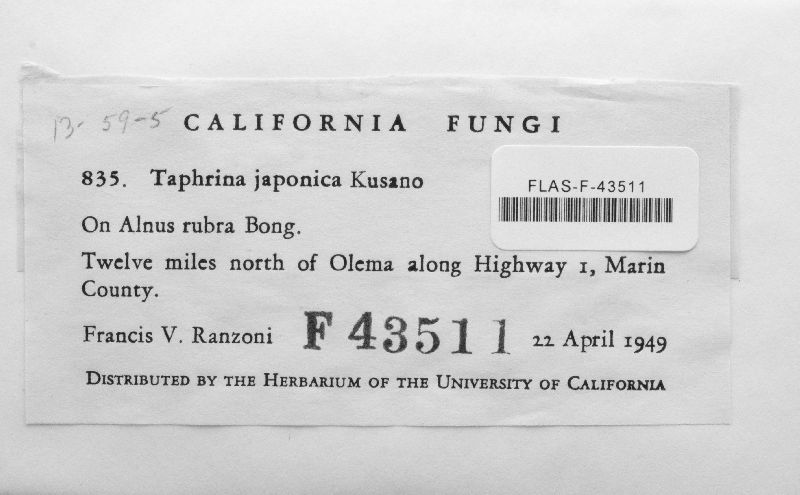 13- 59-5 CALIFORNIA FUNGI
835. Taphrina japonica Kusano
FLAS-F-43511
On Alnus rubra Bong.
Twelve miles north of Olema along Highway 1, Marin
County.
Francis V. Ranzoni F 43511 22 April 1949
DISTRIBUTED BY THE HERBARIUM OF THE UNIVERSITY OF CALIFORNIA